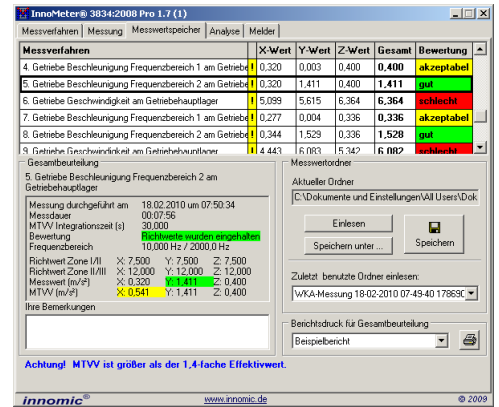 InnoMeter® 3834:2008 Pro 1.7 (1)
Messverfahren Messung Messwertspeicher Analyse Melder
Messverfahren X-Wert Y-Wert Z-Wert Gesamt Bewertung
4. Getriebe Beschleunigung Frequenzbereich 1 am Getriebe ! 0,320 0,003 0,400 0,400 akzeptabel
5. Getriebe Beschleunigung Frequenzbereich 2 am Getriebe ! 0,320 1,411 0,400 1,411 gut
6. Getriebe Geschwindigkeit am Getriebehauptlager ! 5,099 5,615 6,364 6,364 schlecht
7. Getriebe Beschleunigung Frequenzbereich 1 am Getriebe ! 0,277 0,004 0,336 0,336 akzeptabel
8. Getriebe Beschleunigung Frequenzbereich 2 am Getriebe ! 0,344 1,529 0,336 1,528 gut
9. Getriebe Geschwindigkeit am Getriebehauptlager ! 4,443 6,083 5,342 6,082 schlecht
Gesamtbeurteilung
5. Getriebe Beschleunigung Frequenzbereich 2 am
Getriebehauptlager
Messung durchgeführt am 18.02.2010 um 07:50:34
Messdauer 00:07:56
MTVV Integrationszeit (s) 30,000
Bewertung Richtwerte wurden eingehalten
Frequenzbereich 10,000 Hz / 2000,0 Hz
Richtwert Zone I/II X: 7,500 Y: 7,500 Z: 7,500
Richtwert Zone II/III X: 12,000 Y: 12,000 Z: 12,000
Messwert (m/s²) X: 0,320 Y: 1,411 Z: 0,400
MTVV (m/s²) X: 0,541 Y: 1,411 Z: 0,400
Ihre Bemerkungen
Messwertordner
Aktueller Ordner
C:\Dokumente und Einstellungen\All Users\Dok
Einlesen
Speichern unter ...
Speichern
Zuletzt benutzte Ordner einlesen:
WKA-Messung 18-02-2010 07-49-40 17869
Berichtsdruck für Gesamtbeurteilung
Beispielbericht
Achtung! MTVV ist größer als der 1,4-fache Effektivwert.
innomic® www.innomic.de © 2009